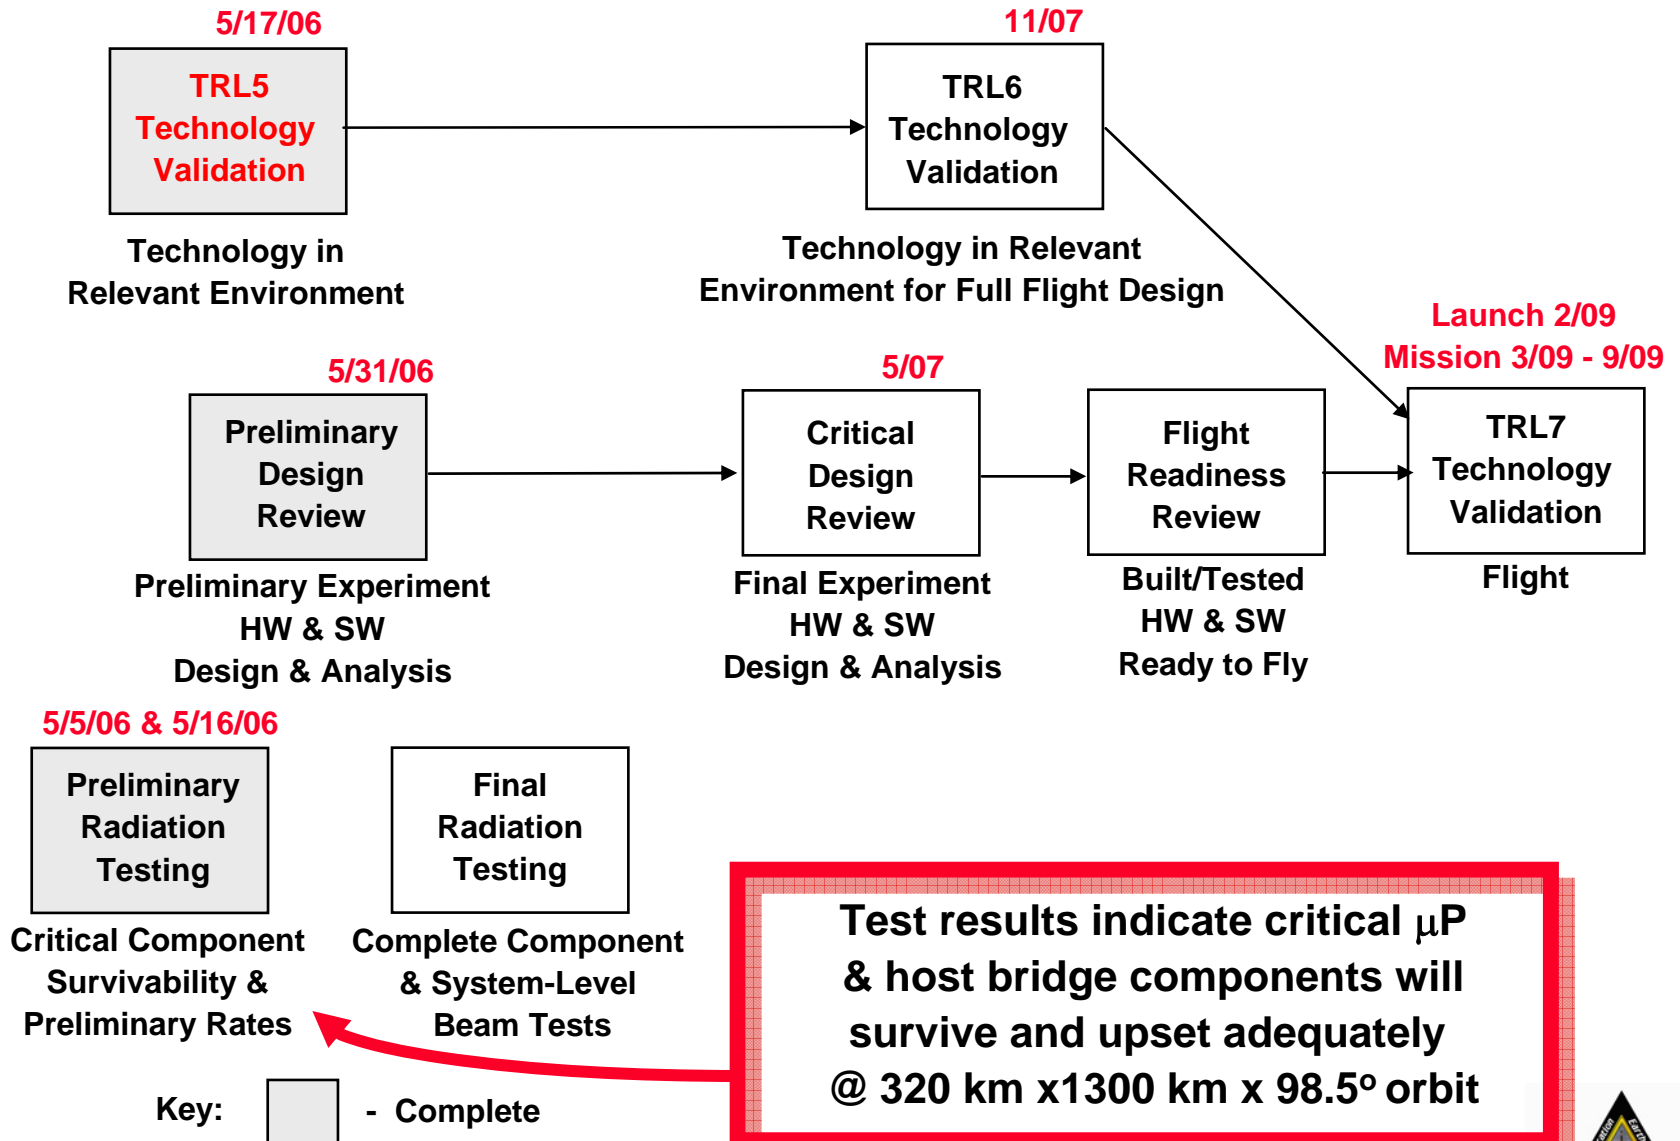 5/17/06
TRL5
Technology
Validation
Technology in
Relevant Environment
11/07
TRL6
Technology
Validation
Technology in Relevant
Environment for Full Flight Design
Launch 2/09
Mission 3/09 - 9/09
5/31/06
Preliminary
Design
Review
Preliminary Experiment
HW & SW
Design & Analysis
5/07
Critical
Design
Review
Final Experiment
HW & SW
Design & Analysis
Flight
Readiness
Review
Built/Tested
HW & SW
Ready to Fly
TRL7
Technology
Validation
Flight
5/5/06 & 5/16/06
Preliminary
Radiation
Testing
Critical Component
Survivability &
Preliminary Rates
Final
Radiation
Testing
Complete Component
& System-Level
Beam Tests
Test results indicate critical μP
& host bridge components will
survive and upset adequately
@ 320 km x1300 km x 98.5º orbit
Key:
- Complete